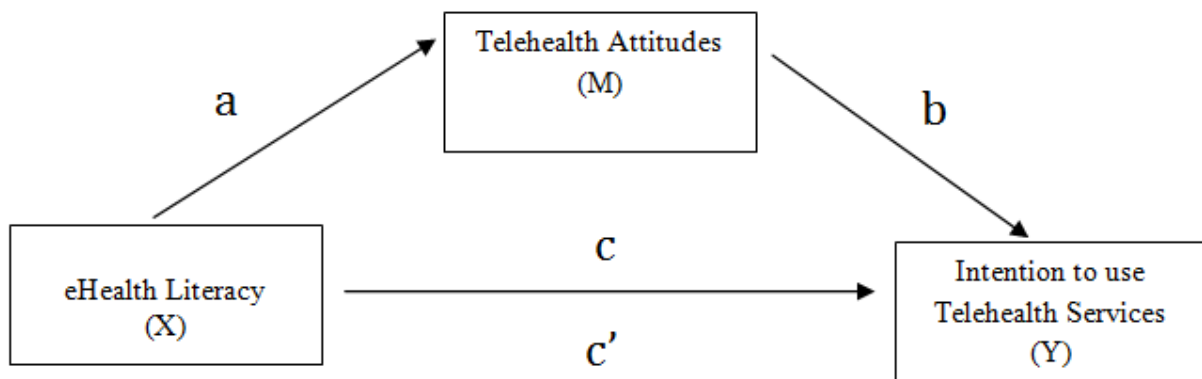 Telehealth Attitudes
(M)
a
b
eHealth Literacy
(X)
c
c’
Intention to use
Telehealth Services
(Y)